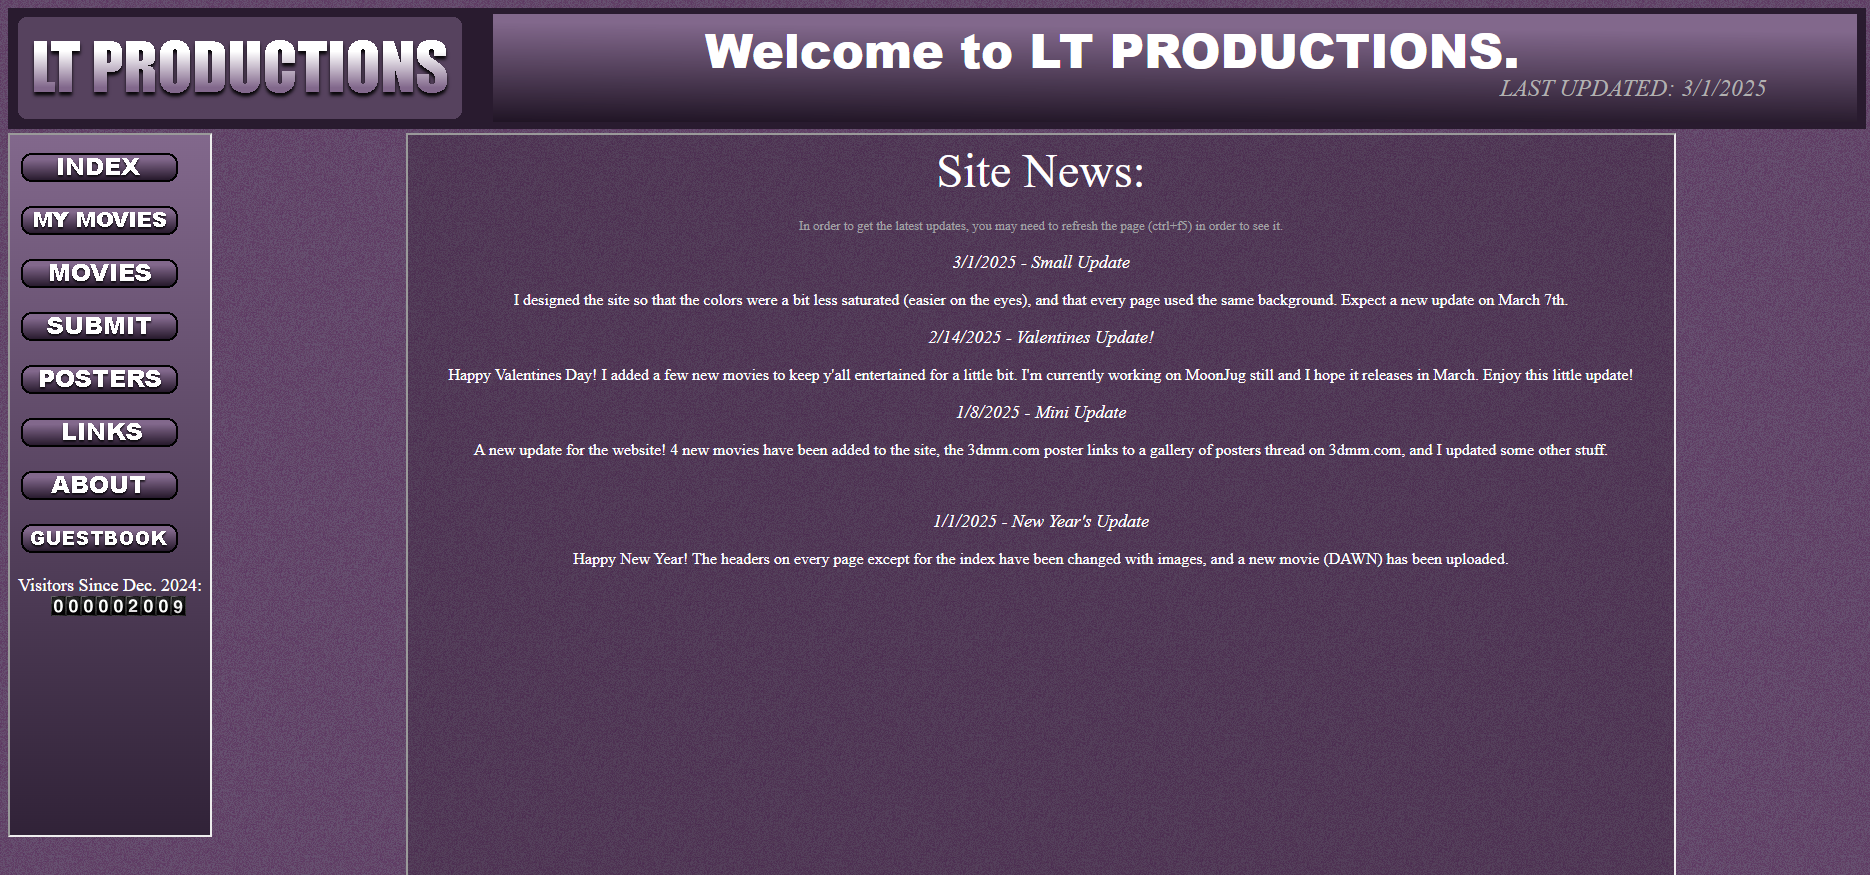 LT PRODUCTIONS
Welcome to LT PRODUCTIONS.
LAST UPDATED: 3/1/2025
INDEX
MY MOVIES
MOVIES
SUBMIT
POSTERS
LINKS
ABOUT
GUESTBOOK
Visitors Since Dec. 2024:
000002009
Site News:
In order to get the latest updates, you may need to refresh the page (ctrl+f5) in order to see it.
3/1/2025 - Small Update
I designed the site so that the colors were a bit less saturated (easier on the eyes), and that every page used the same background. Expect a new update on March 7th.
2/14/2025 - Valentines Update!
Happy Valentines Day! I added a few new movies to keep y'all entertained for a little bit. I'm currently working on MoonJug still and I hope it releases in March. Enjoy this little update!
1/8/2025 - Mini Update
A new update for the website! 4 new movies have been added to the site, the 3dmm.com poster links to a gallery of posters thread on 3dmm.com, and I updated some other stuff.
1/1/2025 - New Year's Update
Happy New Year! The headers on every page except for the index have been changed with images, and a new movie (DAWN) has been uploaded.